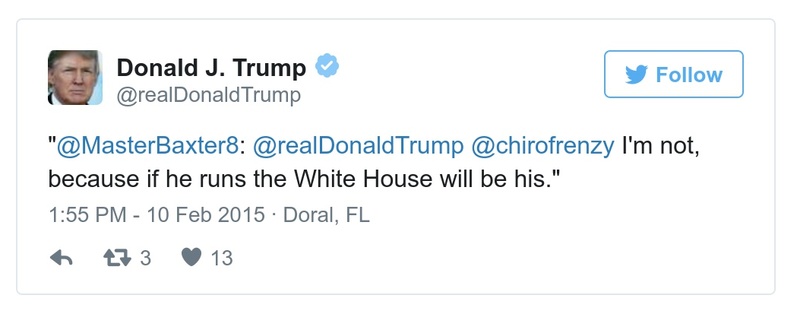 Donald J. Trump
@realDonaldTrump
Follow
"@MasterBaxter8: @realDonaldTrump @chirofrenzy I'm not,
because if he runs the White House will be his."
1:55 PM - 10 Feb 2015 · Doral, FL
3 13